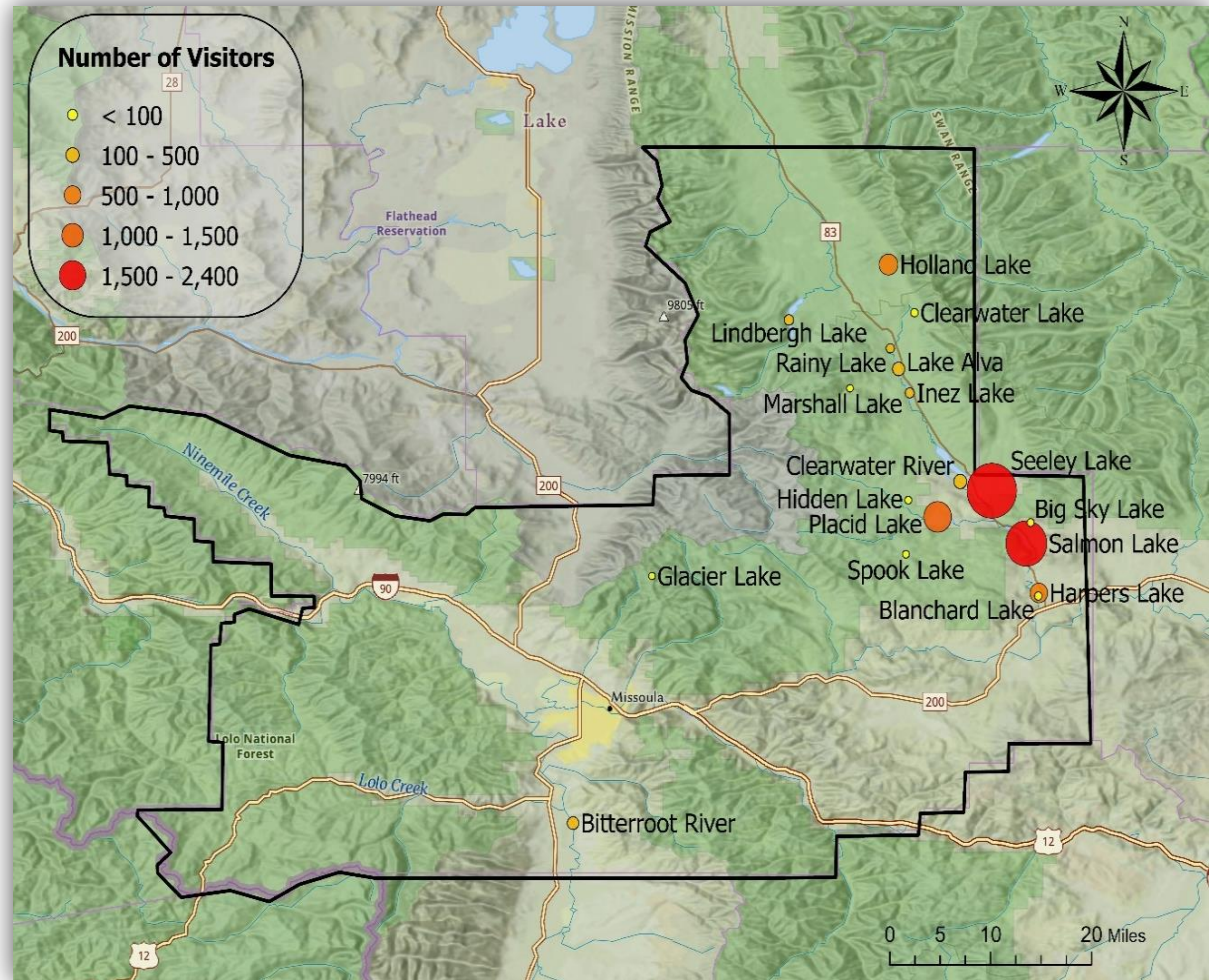 Number of Visitors
< 100
100 - 500
500 - 1,000
1,000 - 1,500
1,500 - 2,400
28
Lake
MISSION RANGE
SWAN RANGE
N
W
E
S
Flathead
Reservation
83
Holland Lake
9805 ft
Clearwater Lake
Lindbergh Lake
200
Rainy Lake
Lake Alva
Marshall Lake
Inez Lake
Ninemile Creek
7994 ft
200
Clearwater River
Seeley Lake
Hidden Lake
Big Sky Lake
Placid Lake
Salmon Lake
Spook Lake
Glacier Lake
90
Harpers Lake
Blanchard Lake
Missoula
200
Lolo National
Forest
Lolo Creek
Bitterroot River
12
12
0 5 10 20 Miles